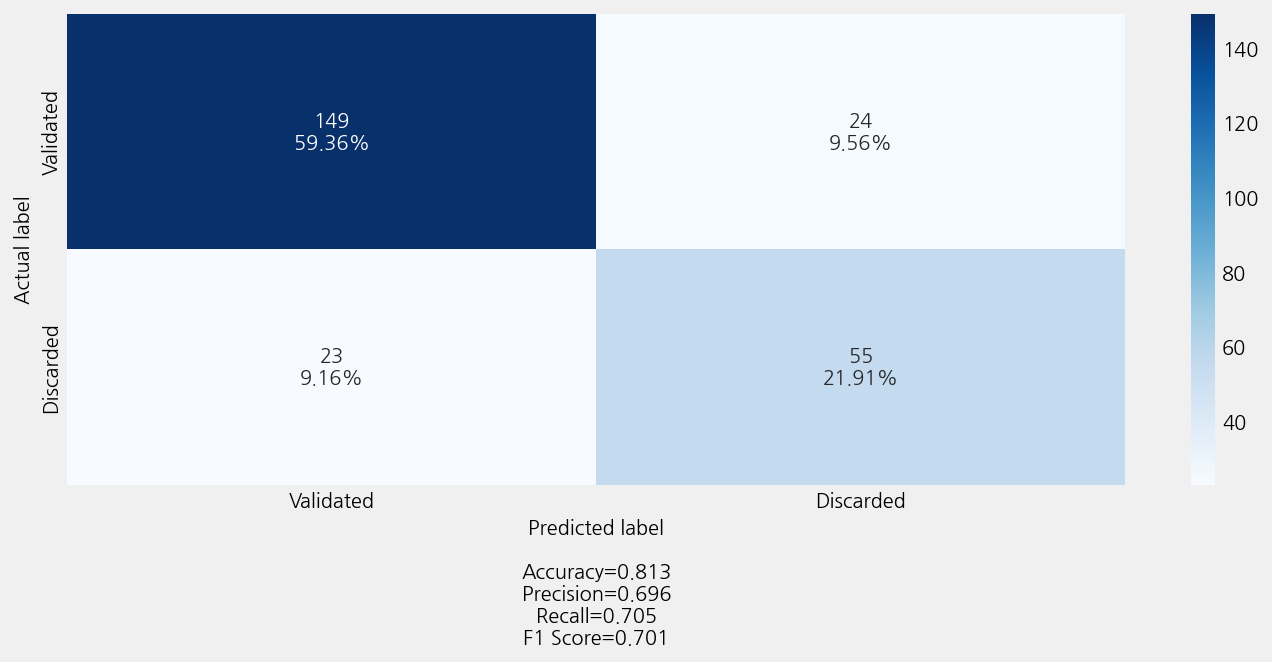 Actual label
Validated
Discarded
149
59.36%
24
9.56%
23
9.16%
55
21.91%
140
120
100
80
60
40
Validated
Discarded
Predicted label
Accuracy=0.813
Precision=0.696
Recall=0.705
F1 Score=0.701